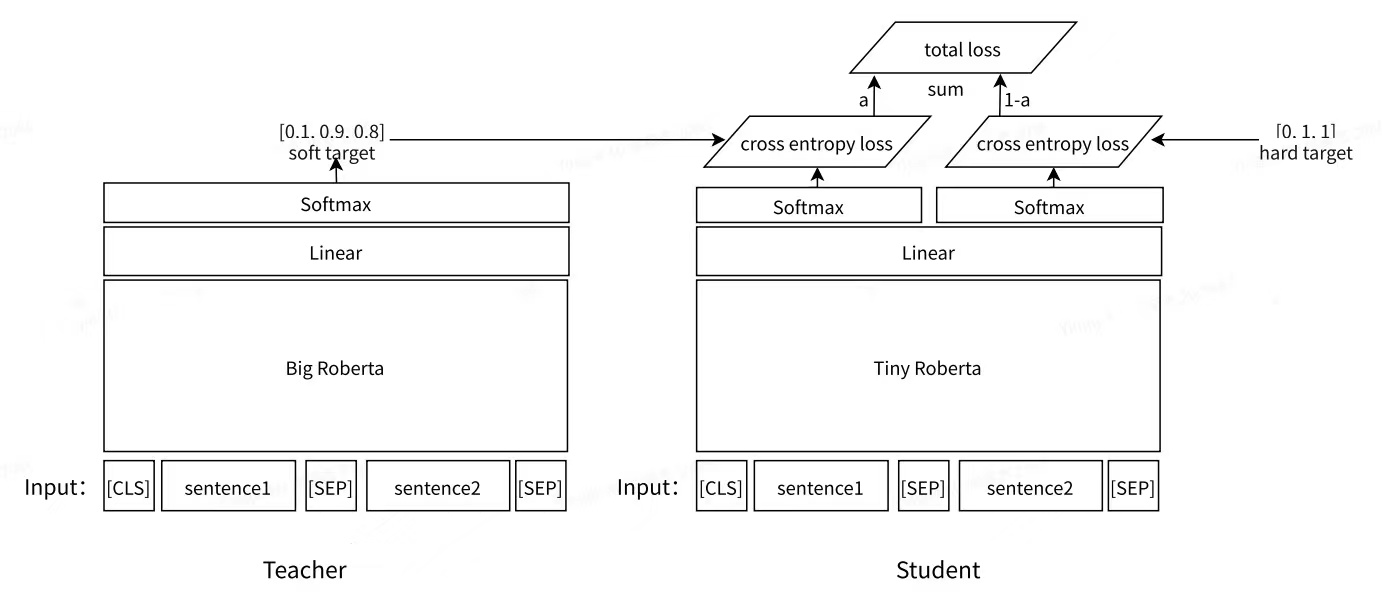 total loss
a
sum
1-a
[0.1. 0.9. 0.8]
soft target
cross entropy loss
cross entropy loss
[0. 1. 1]
hard target
Softmax
Softmax
Softmax
Linear
Linear
Big Roberta
Tiny Roberta
Input: [CLS] sentence1 [SEP] sentence2 [SEP]
Input: [CLS] sentence1 [SEP] sentence2 [SEP]
Teacher
Student